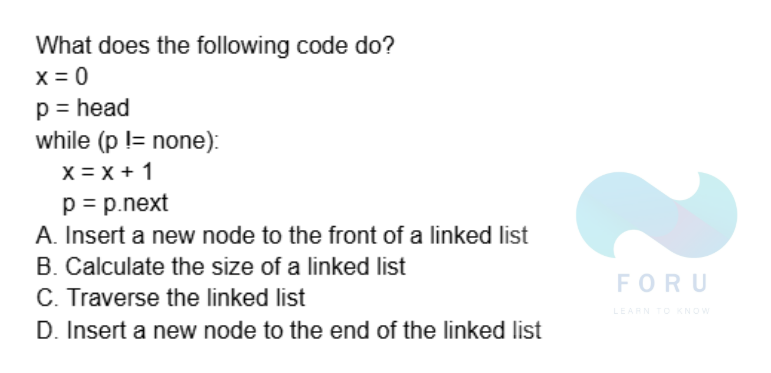 What does the following code do?
x = 0
p = head
while (p != none):
x = x + 1
p = p.next
A. Insert a new node to the front of a linked list
B. Calculate the size of a linked list
C. Traverse the linked list
D. Insert a new node to the end of the linked list
FORU
LEARN TO KNOW